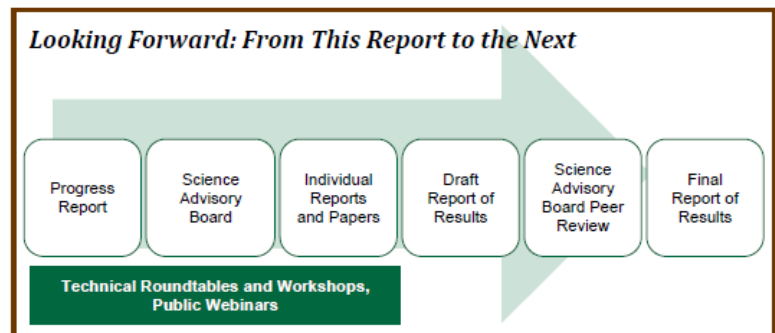 Looking Forward: From This Report to the Next
Progress
Report
Science
Advisory
Board
Individual
Reports
and Papers
Draft
Report of
Results
Science
Advisory
Board Peer
Review
Final
Report of
Results
Technical Roundtables and Workshops,
Public Webinars